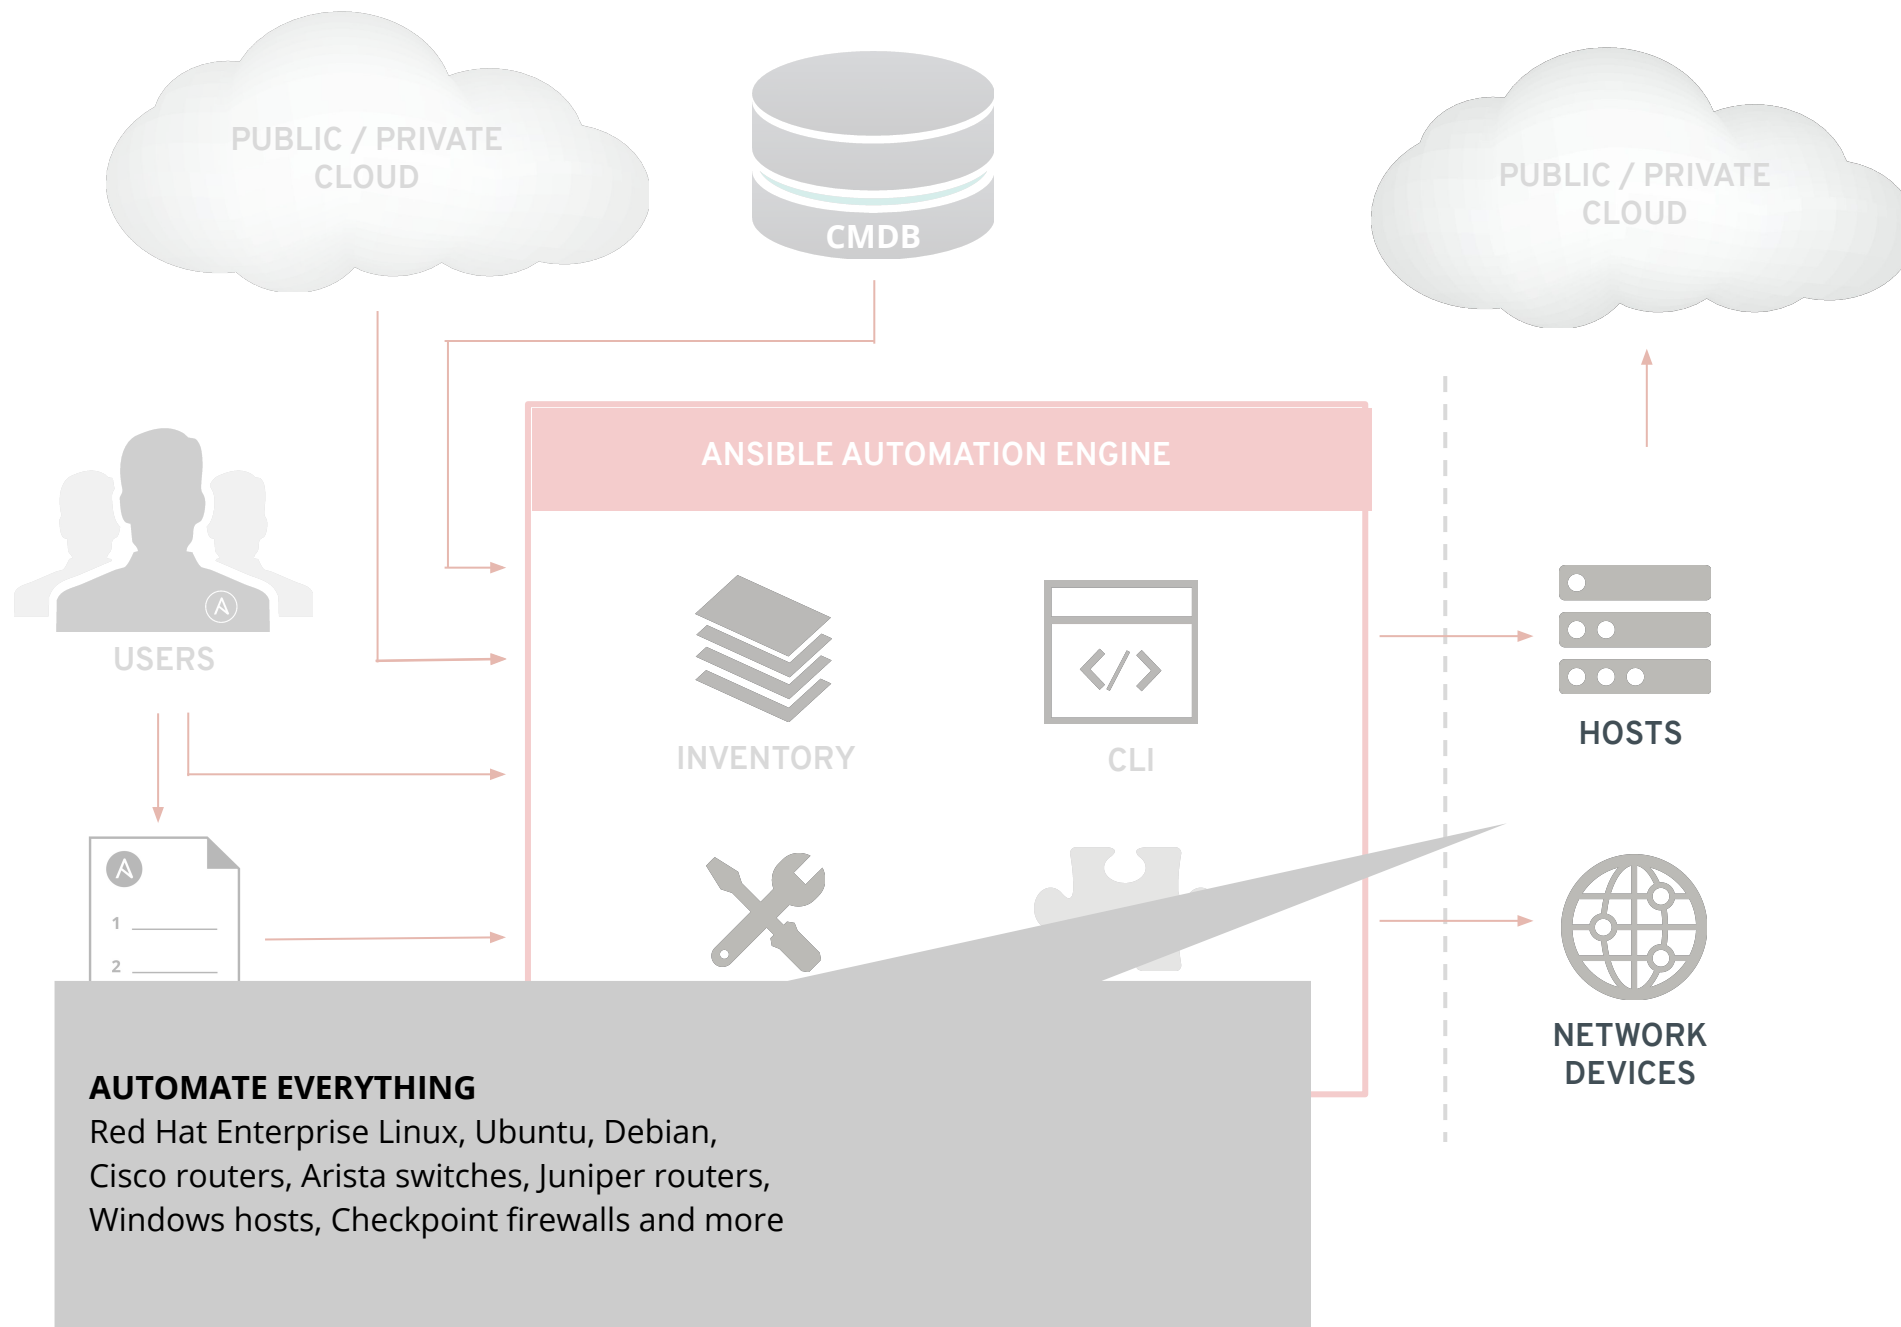 PUBLIC / PRIVATE
CLOUD
CMDB
PUBLIC / PRIVATE
CLOUD
ANSIBLE AUTOMATION ENGINE
USERS
INVENTORY
CLI
HOSTS
1
2
NETWORK
DEVICES
AUTOMATE EVERYTHING
Red Hat Enterprise Linux, Ubuntu, Debian,
Cisco routers, Arista switches, Juniper routers,
Windows hosts, Checkpoint firewalls and more